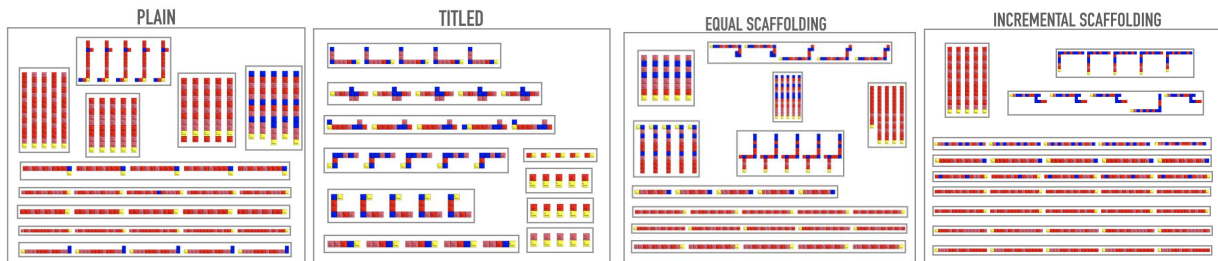 PLAIN
TITLED
EQUAL SCAFFOLDING
INCREMENTAL SCAFFOLDING